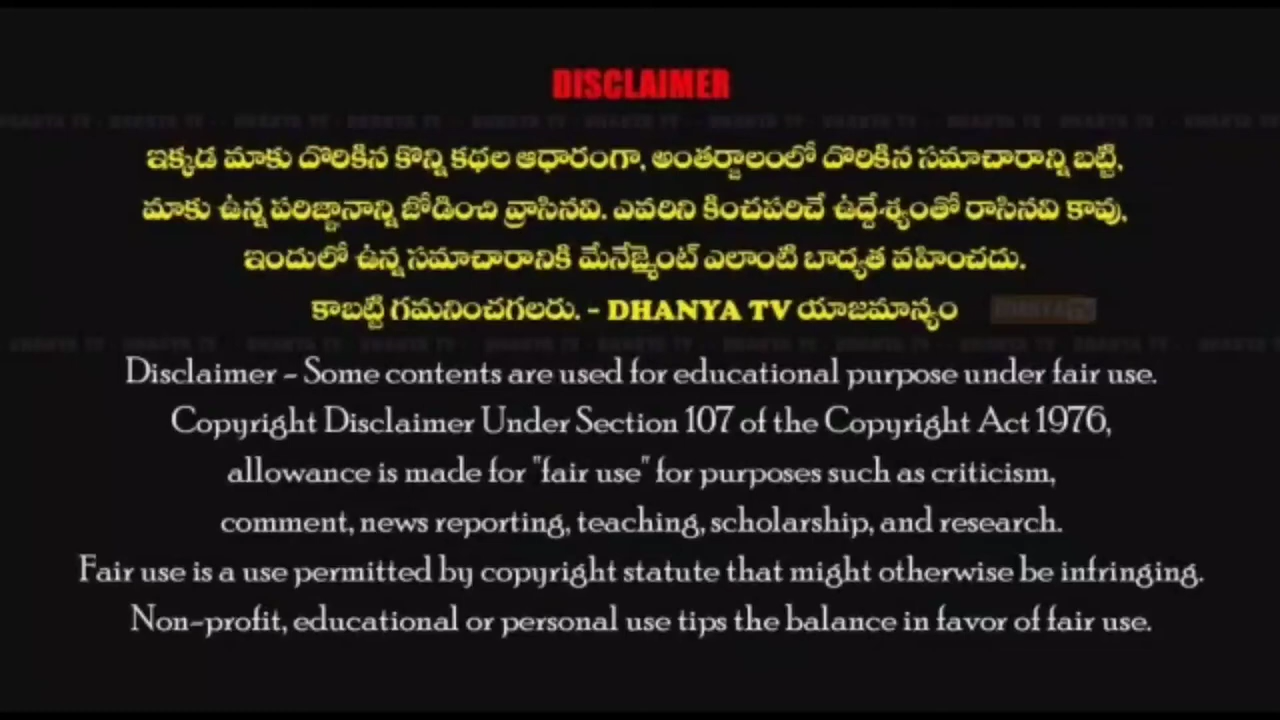 DISCLAIMER
ఇక్కడ మాకు దొరికిన కొన్ని కథల ఆధారంగా, అంతర్జాలంలో దొరికిన సమాచారాన్ని బట్టి,
మాకు ఉన్న పరిజ్ఞానాన్ని జోడించి వ్రాసినవి. ఎవరిని కించపరిచే ఉద్దేశ్యంతో రాసినవి కావు,
ఇందులో ఉన్న సమాచారానికి మేనేజ్మెంట్ ఎలాంటి బాద్యత వహించదు.
కాబట్టి గమనించగలరు. - DHANYA TV యాజమాన్యం
Disclaimer - Some contents are used for educational purpose under fair use.
Copyright Disclaimer Under Section 107 of the Copyright Act 1976,
allowance is made for "fair use" for purposes such as criticism,
comment, news reporting, teaching, scholarship, and research.
Fair use is a use permitted by copyright statute that might otherwise be infringing.
Non-profit, educational or personal use tips the balance in favor of fair use.